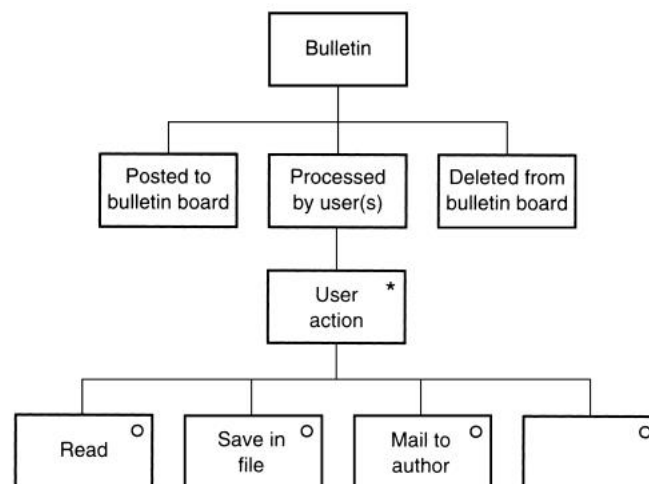 Bulletin
Posted to
bulletin board
Processed
by user(s)
Deleted from
bulletin board
User *
action
Read
Save in
file
Mail to
author